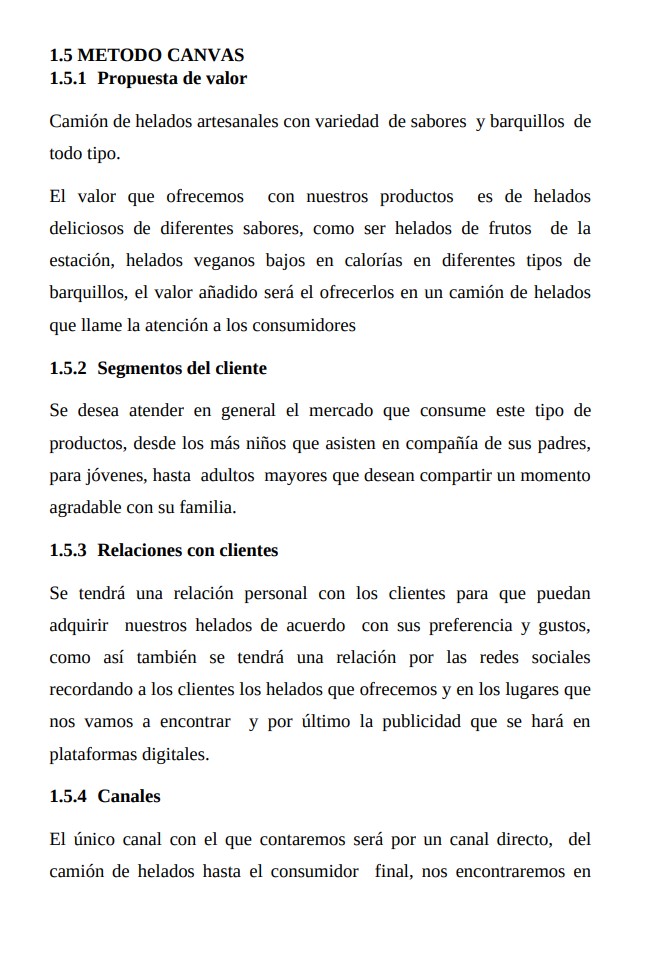 1.5 METODO CANVAS
1.5.1 Propuesta de valor
Camión de helados artesanales con variedad de sabores y barquillos de
todo tipo.
El valor que ofrecemos con nuestros productos es de helados
deliciosos de diferentes sabores, como ser helados de frutos de la
estación, helados veganos bajos en calorías en diferentes tipos de
barquillos, el valor añadido será el ofrecerlos en un camión de helados
que llame la atención a los consumidores
1.5.2 Segmentos del cliente
Se desea atender en general el mercado que consume este tipo de
productos, desde los más niños que asisten en compañía de sus padres,
para jóvenes, hasta adultos mayores que desean compartir un momento
agradable con su familia.
1.5.3 Relaciones con clientes
Se tendrá una relación personal con los clientes para que puedan
adquirir nuestros helados de acuerdo con sus preferencia y gustos,
como así también se tendrá una relación por las redes sociales
recordando a los clientes los helados que ofrecemos y en los lugares que
nos vamos a encontrar y por último la publicidad que se hará en
plataformas digitales.
1.5.4 Canales
El único canal con el que contaremos será por un canal directo, del
camión de helados hasta el consumidor final, nos encontraremos en